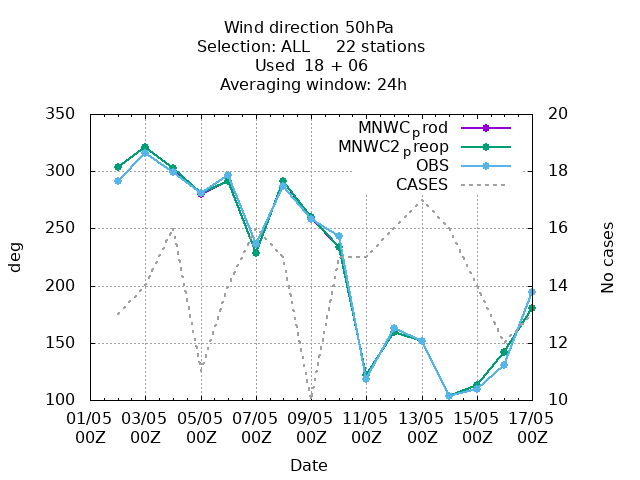 Wind direction 50hPa
Selection: ALL 22 stations
Used 18 + 06
Averaging window: 24h
350 20
MNWCprod
MNWC2preop
OBS
CASES
300 18
250 16
deg No cases
200 14
150 12
100 10
01/05 03/05 05/05 07/05 09/05 11/05 13/05 15/05 17/05
00Z 00Z 00Z 00Z 00Z 00Z 00Z 00Z 00Z
Date